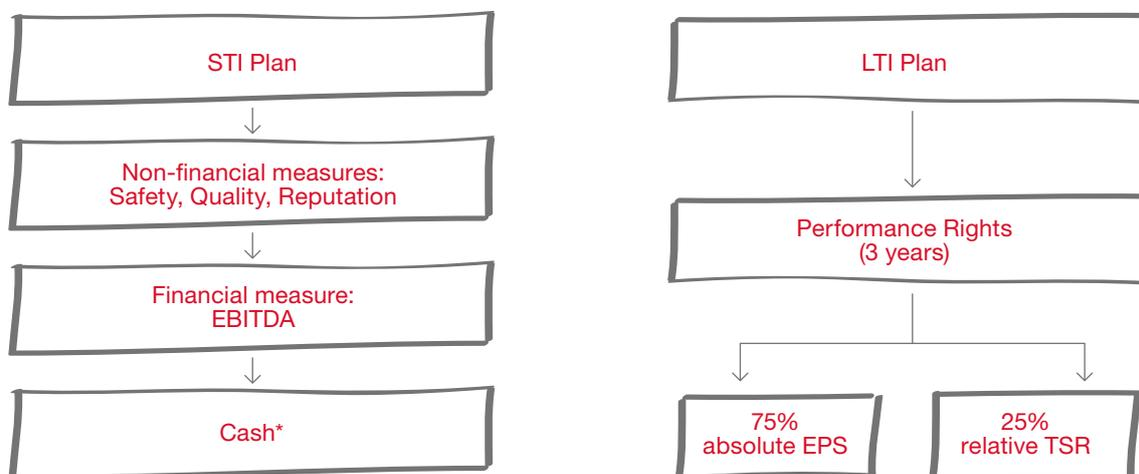 STI Plan
Non-financial measures:
Safety, Quality, Reputation
Financial measure:
EBITDA
Cash*
LTI Plan
Performance Rights
(3 years)
75%
absolute EPS
25%
relative TSR